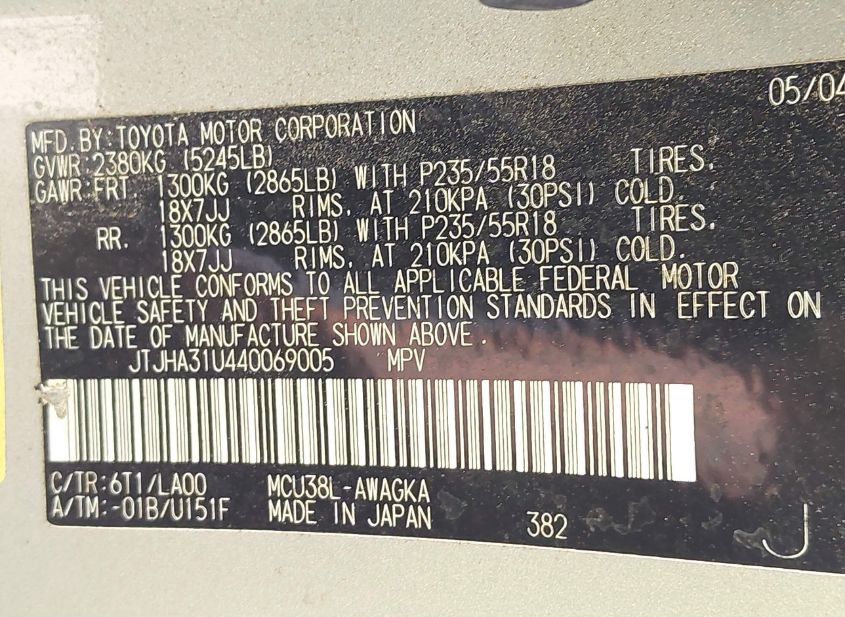 05/04
MFD. BY: TOYOTA MOTOR CORPORATION
GVWR: 2380KG (5245LB)
GAWR: FRT 1300KG (2865LB) WITH P235/55R18 TIRES.
18X7JJ RIMS, AT 210KPA (30PSI) COLD.
RR. 1300KG (2865LB) WITH P235/55R18 TIRES.
18X7JJ RIMS, AT 210KPA (30PSI) COLD.
THIS VEHICLE CONFORMS TO ALL APPLICABLE FEDERAL MOTOR
VEHICLE SAFETY AND THEFT PREVENTION STANDARDS IN EFFECT ON
THE DATE OF MANUFACTURE SHOWN ABOVE.
JTJHA31U440069005 MPV
C/TR: 6T1/LA00 MCU38L-AWAGKA
A/TM: -01B/U151F MADE IN JAPAN 382 J